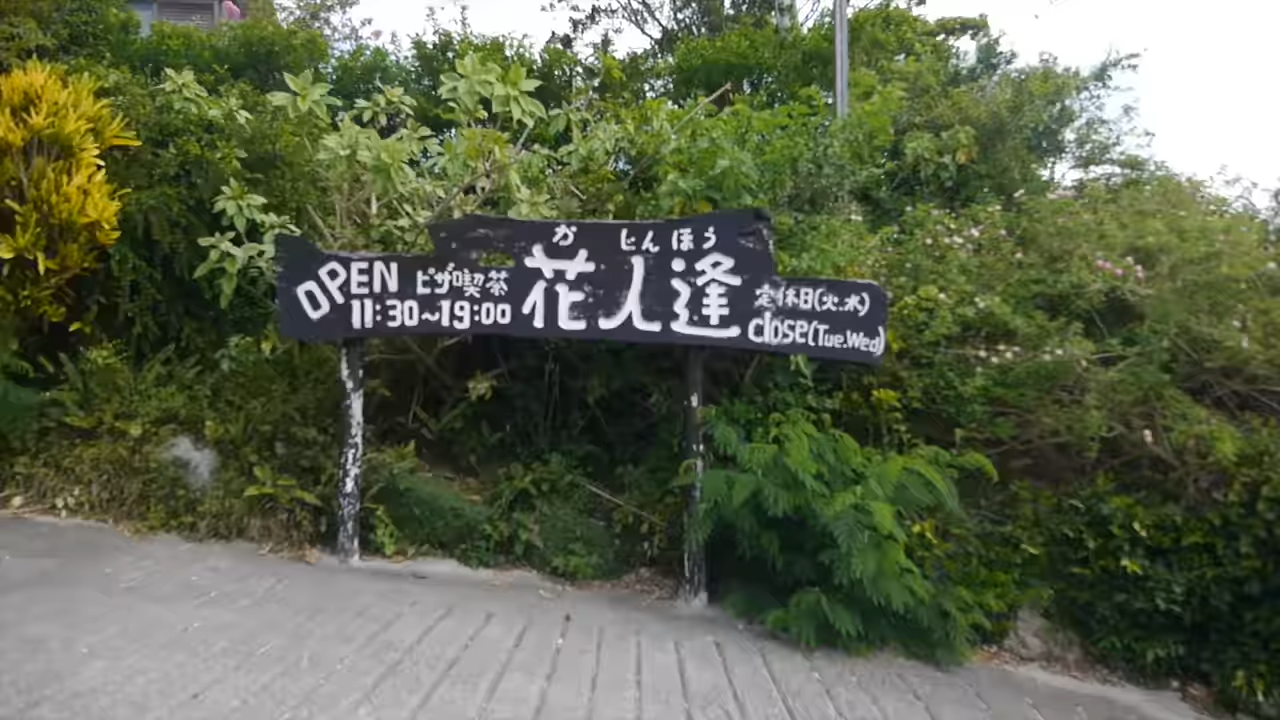 OPEN ピザ喫茶
11:30~19:00
か じんほう
花人逢
定休日(火.水)
close(Tue.Wed)